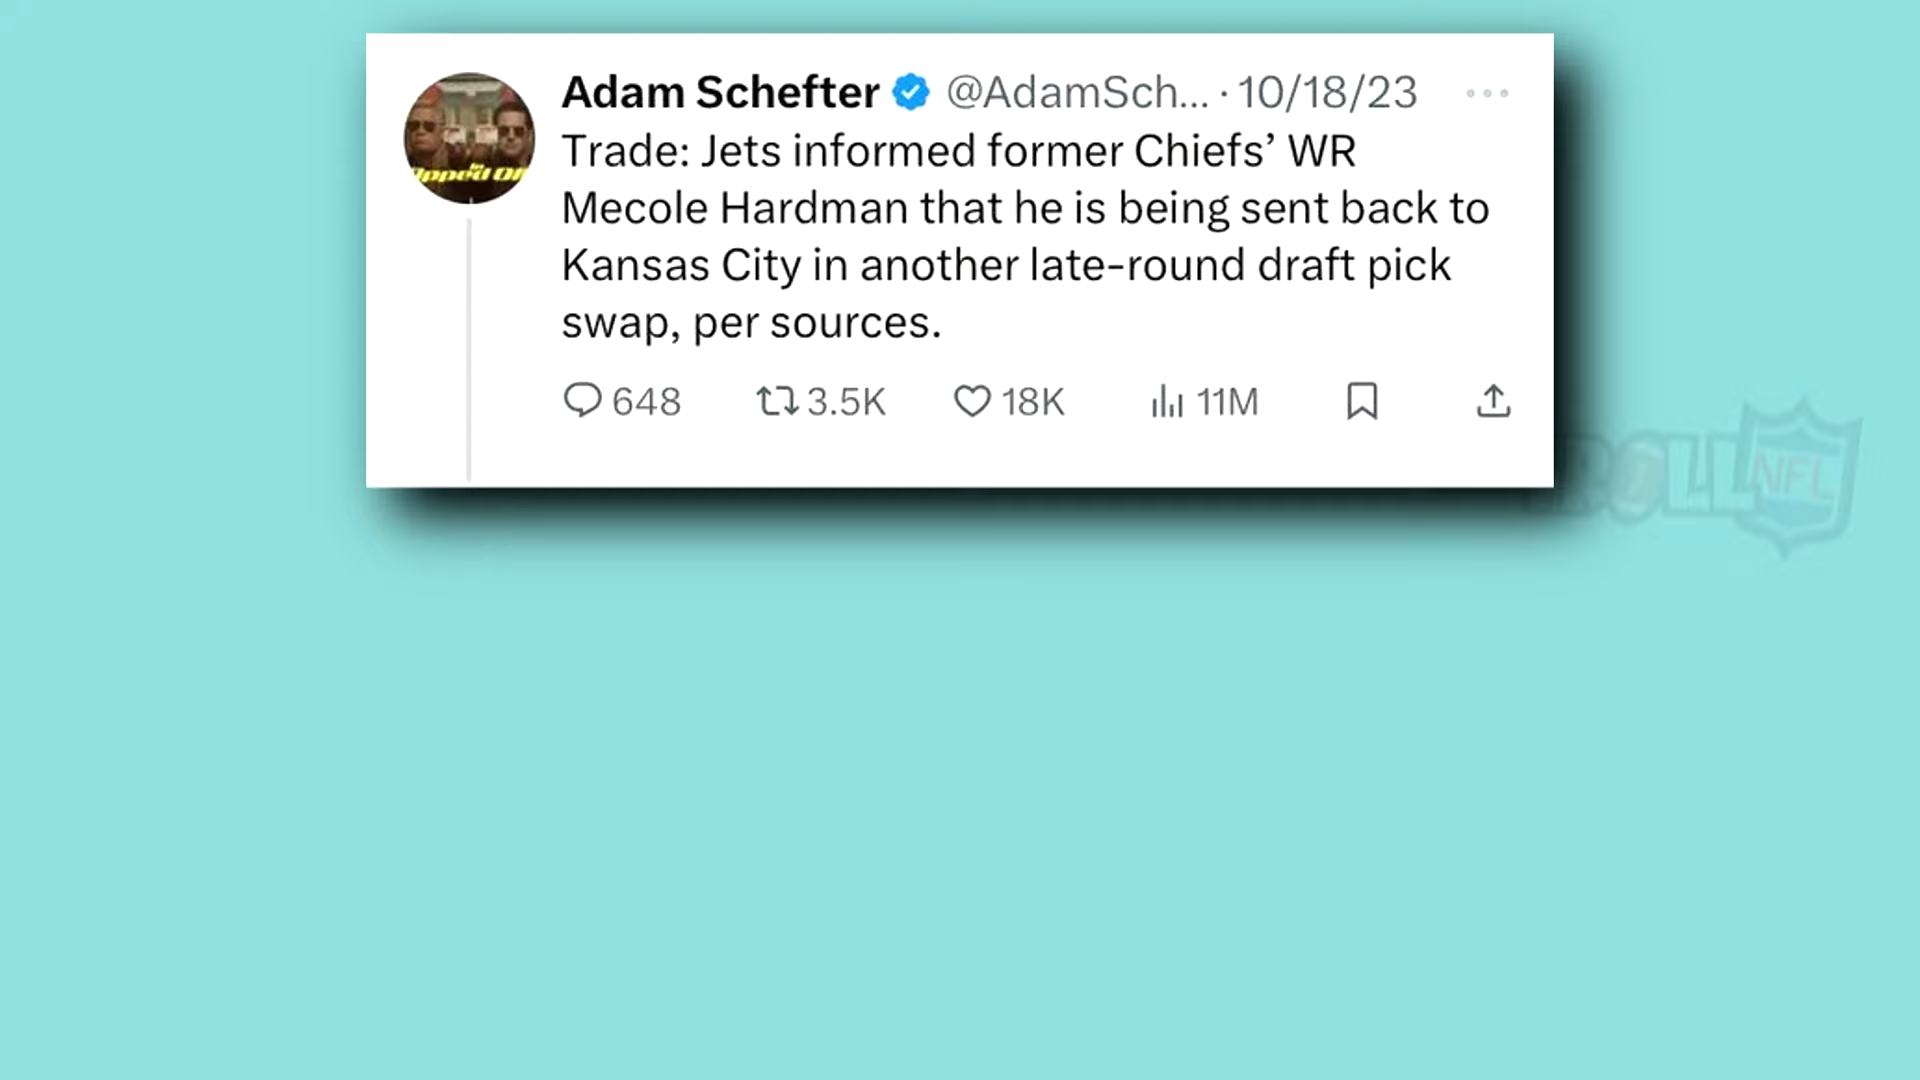 Adam Schefter @AdamSch... · 10/18/23
Trade: Jets informed former Chiefs’ WR
Mecole Hardman that he is being sent back to
Kansas City in another late-round draft pick
swap, per sources.
648 3.5K 18K 11M
NFL